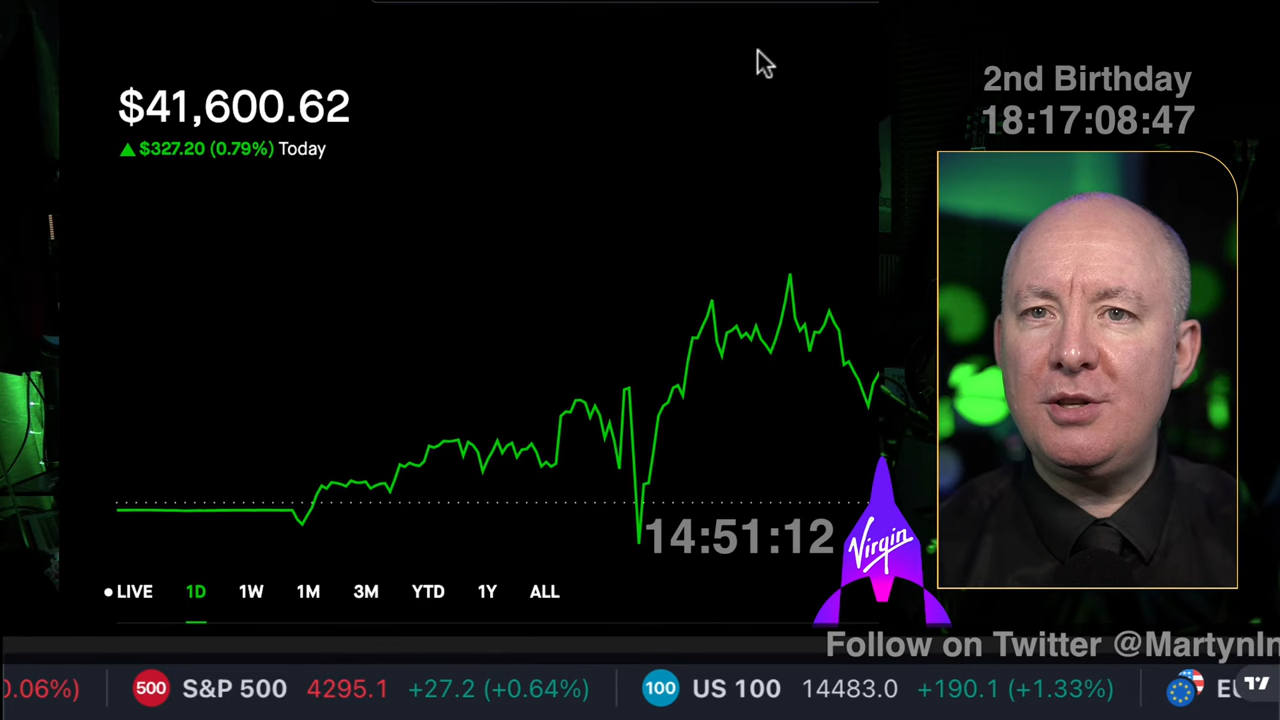 $41,600.62
▲ $327.20 (0.79%) Today
2nd Birthday
18:17:08:47
14:51:12
Virgin
LIVE 1D 1W 1M 3M YTD 1Y ALL
Follow on Twitter @MartynIn
0.06%) 500 S&P 500 4295.1 +27.2 (+0.64%) 100 US 100 14483.0 +190.1 (+1.33%)